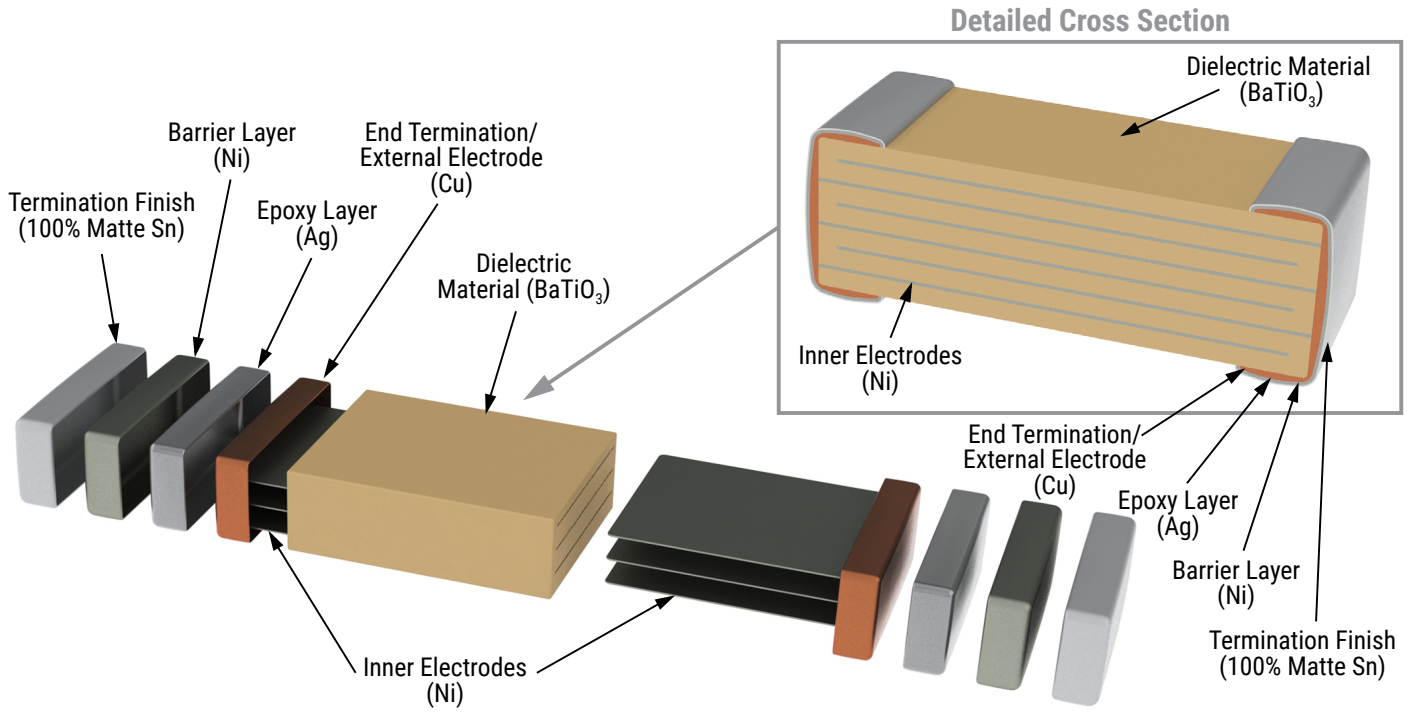 Detailed Cross Section
Dielectric Material
(BaTiO₃)
Inner Electrodes
(Ni)
End Termination/
External Electrode
(Cu)
Epoxy Layer
(Ag)
Barrier Layer
(Ni)
Termination Finish
(100% Matte Sn)
Termination Finish
(100% Matte Sn)
Barrier Layer
(Ni)
Epoxy Layer
(Ag)
End Termination/
External Electrode
(Cu)
Dielectric
Material (BaTiO₃)
Inner Electrodes
(Ni)